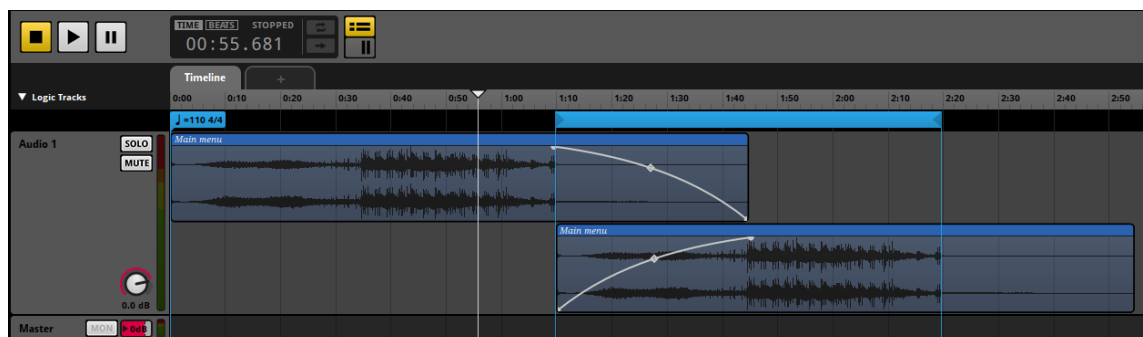 TIME BEATS STOPPED
00:55.681
Timeline +
▼ Logic Tracks
0:00 0:10 0:20 0:30 0:40 0:50 1:00 1:10 1:20 1:30 1:40 1:50 2:00 2:10 2:20 2:30 2:40 2:50
♩=110 4/4
Audio 1 SOLO
MUTE
Main menu
Main menu
0.0 dB
Master MON 0dB